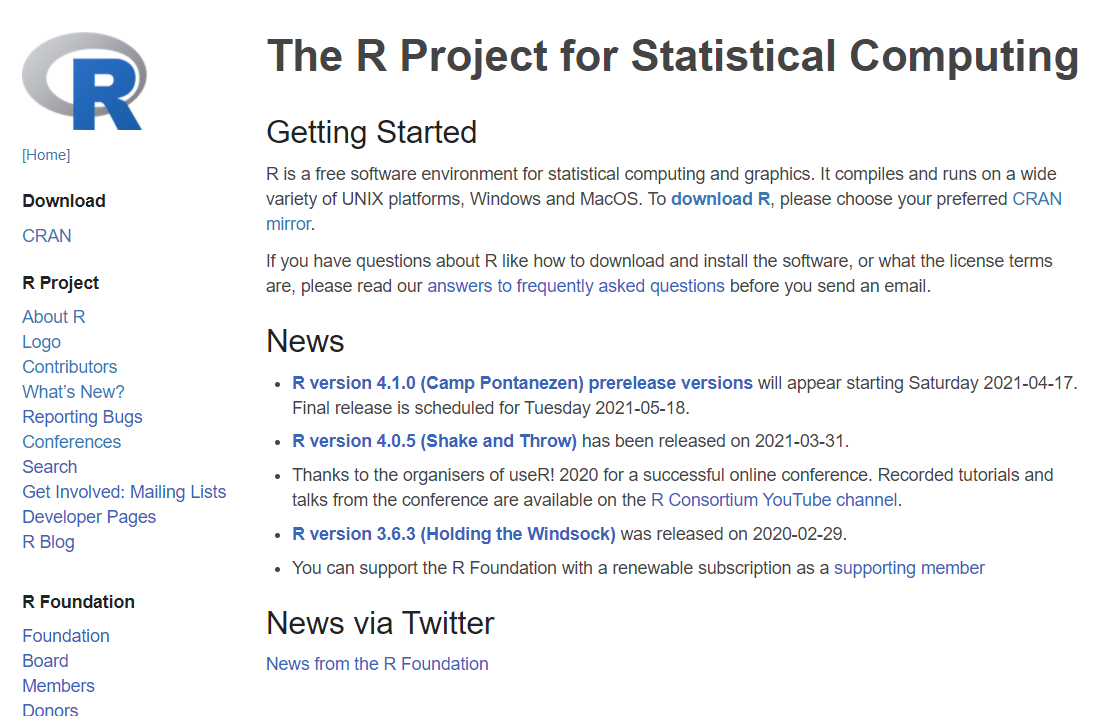 R
[Home]
Download
CRAN
R Project
About R
Logo
Contributors
What's New?
Reporting Bugs
Conferences
Search
Get Involved: Mailing Lists
Developer Pages
R Blog
R Foundation
Foundation
Board
Members
Donors
The R Project for Statistical Computing
Getting Started
R is a free software environment for statistical computing and graphics. It compiles and runs on a wide
variety of UNIX platforms, Windows and MacOS. To download R, please choose your preferred CRAN
mirror.
If you have questions about R like how to download and install the software, or what the license terms
are, please read our answers to frequently asked questions before you send an email.
News
• R version 4.1.0 (Camp Pontanezen) prerelease versions will appear starting Saturday 2021-04-17.
Final release is scheduled for Tuesday 2021-05-18.
• R version 4.0.5 (Shake and Throw) has been released on 2021-03-31.
• Thanks to the organisers of useR! 2020 for a successful online conference. Recorded tutorials and
talks from the conference are available on the R Consortium YouTube channel.
• R version 3.6.3 (Holding the Windsock) was released on 2020-02-29.
• You can support the R Foundation with a renewable subscription as a supporting member
News via Twitter
News from the R Foundation